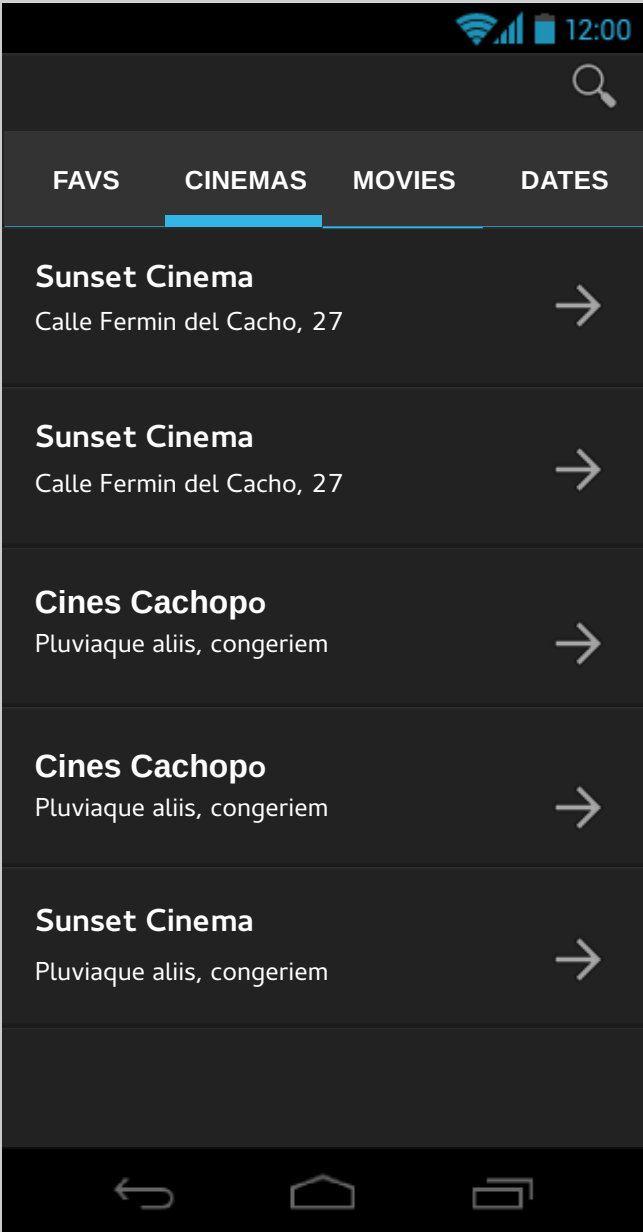 12:00
FAVS CINEMAS MOVIES DATES
Sunset Cinema
Calle Fermin del Cacho, 27
Sunset Cinema
Calle Fermin del Cacho, 27
Cines Cachopo
Pluviaque aliis, congeriem
Cines Cachopo
Pluviaque aliis, congeriem
Sunset Cinema
Pluviaque aliis, congeriem